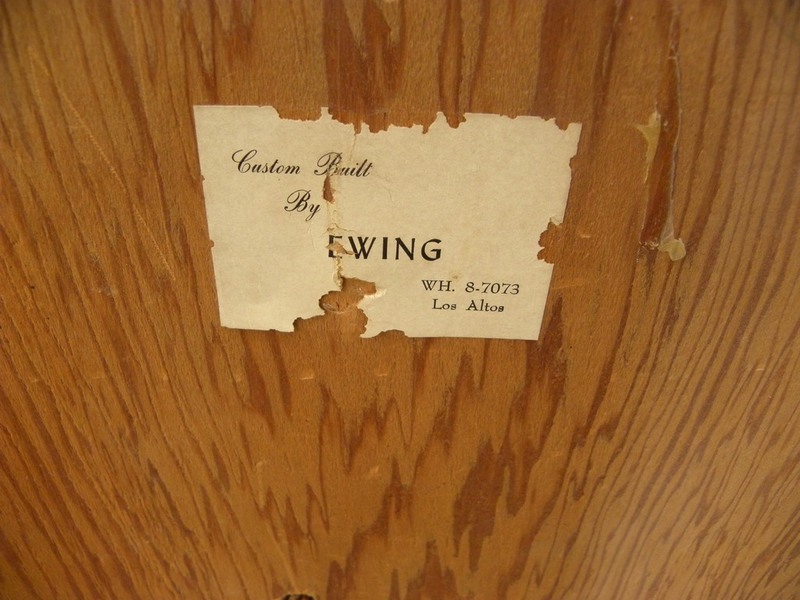 Custom Built
By
EWING
WH. 8-7073
Los Altos